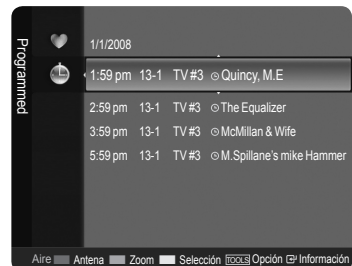 Programmed
1/1/2008
1:59 pm 13-1 TV #3 Quincy, M.E
2:59 pm 13-1 TV #3 The Equalizer
3:59 pm 13-1 TV #3 McMillan & Wife
5:59 pm 13-1 TV #3 M.Spillane's mike Hammer
Aire Antena Zoom Selección TOOLS Opción Información